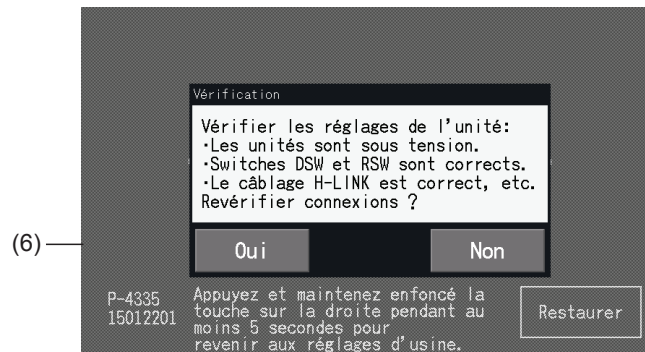 Vérification
Vérifier les réglages de l'unité:
·Les unités sont sous tension.
·Switches DSW et RSW sont corrects.
·Le câblage H-LINK est correct, etc.
Revérifier connexions ?
(6)
Oui
Non
P-4335
15012201
Appuyez et maintenez enfoncé la
touche sur la droite pendant au
moins 5 secondes pour
revenir aux réglages d'usine.
Restaurer